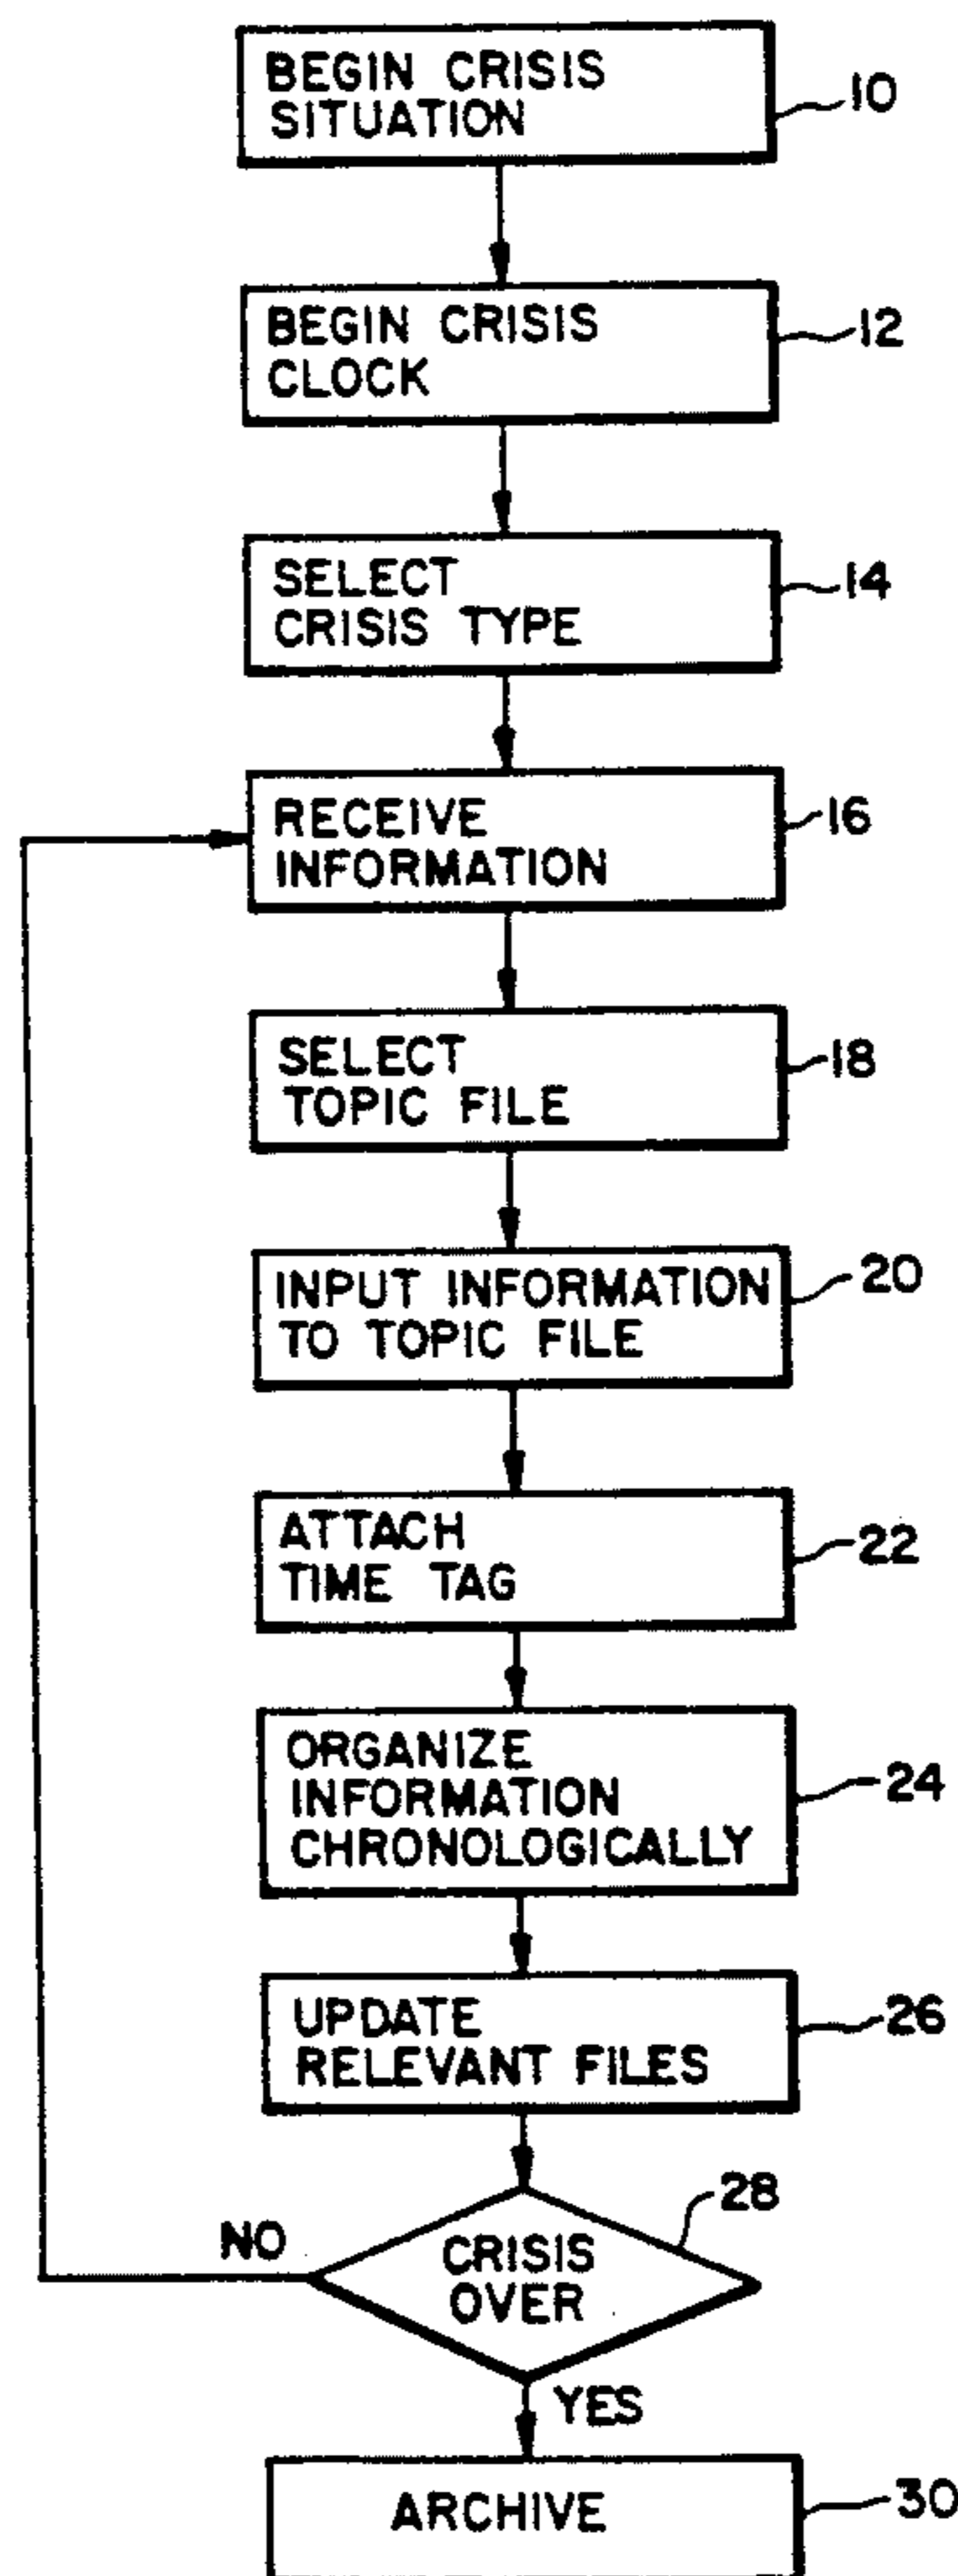 BEGIN CRISIS
SITUATION
10
BEGIN CRISIS
CLOCK
12
SELECT
CRISIS TYPE
14
RECEIVE
INFORMATION
16
SELECT
TOPIC FILE
18
INPUT INFORMATION
TO TOPIC FILE
20
ATTACH
TIME TAG
22
ORGANIZE
INFORMATION
CHRONOLOGICALLY
24
UPDATE
RELEVANT FILES
26
CRISIS
OVER
28
NO
YES
ARCHIVE
30